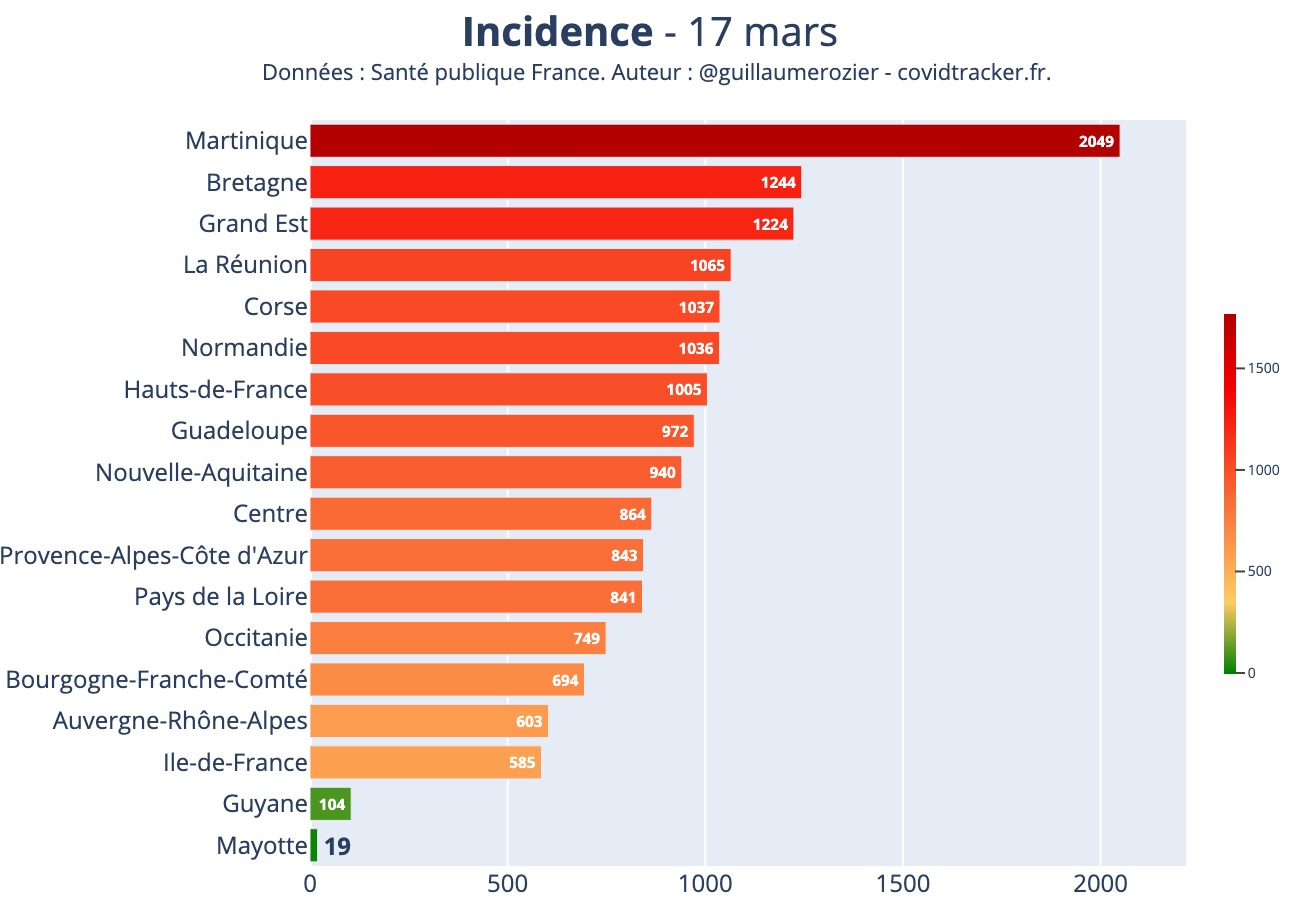 Incidence - 17 mars
Données : Santé publique France. Auteur : @guillaumerozier - covidtracker.fr.
Martinique 2049
Bretagne 1244
Grand Est 1224
La Réunion 1065
Corse 1037
Normandie 1036
Hauts-de-France 1005
Guadeloupe 972
Nouvelle-Aquitaine 940
Centre 864
Provence-Alpes-Côte d'Azur 843
Pays de la Loire 841
Occitanie 749
Bourgogne-Franche-Comté 694
Auvergne-Rhône-Alpes 603
Ile-de-France 585
Guyane 104
Mayotte 19
0 500 1000 1500 2000
1500
1000
500
0